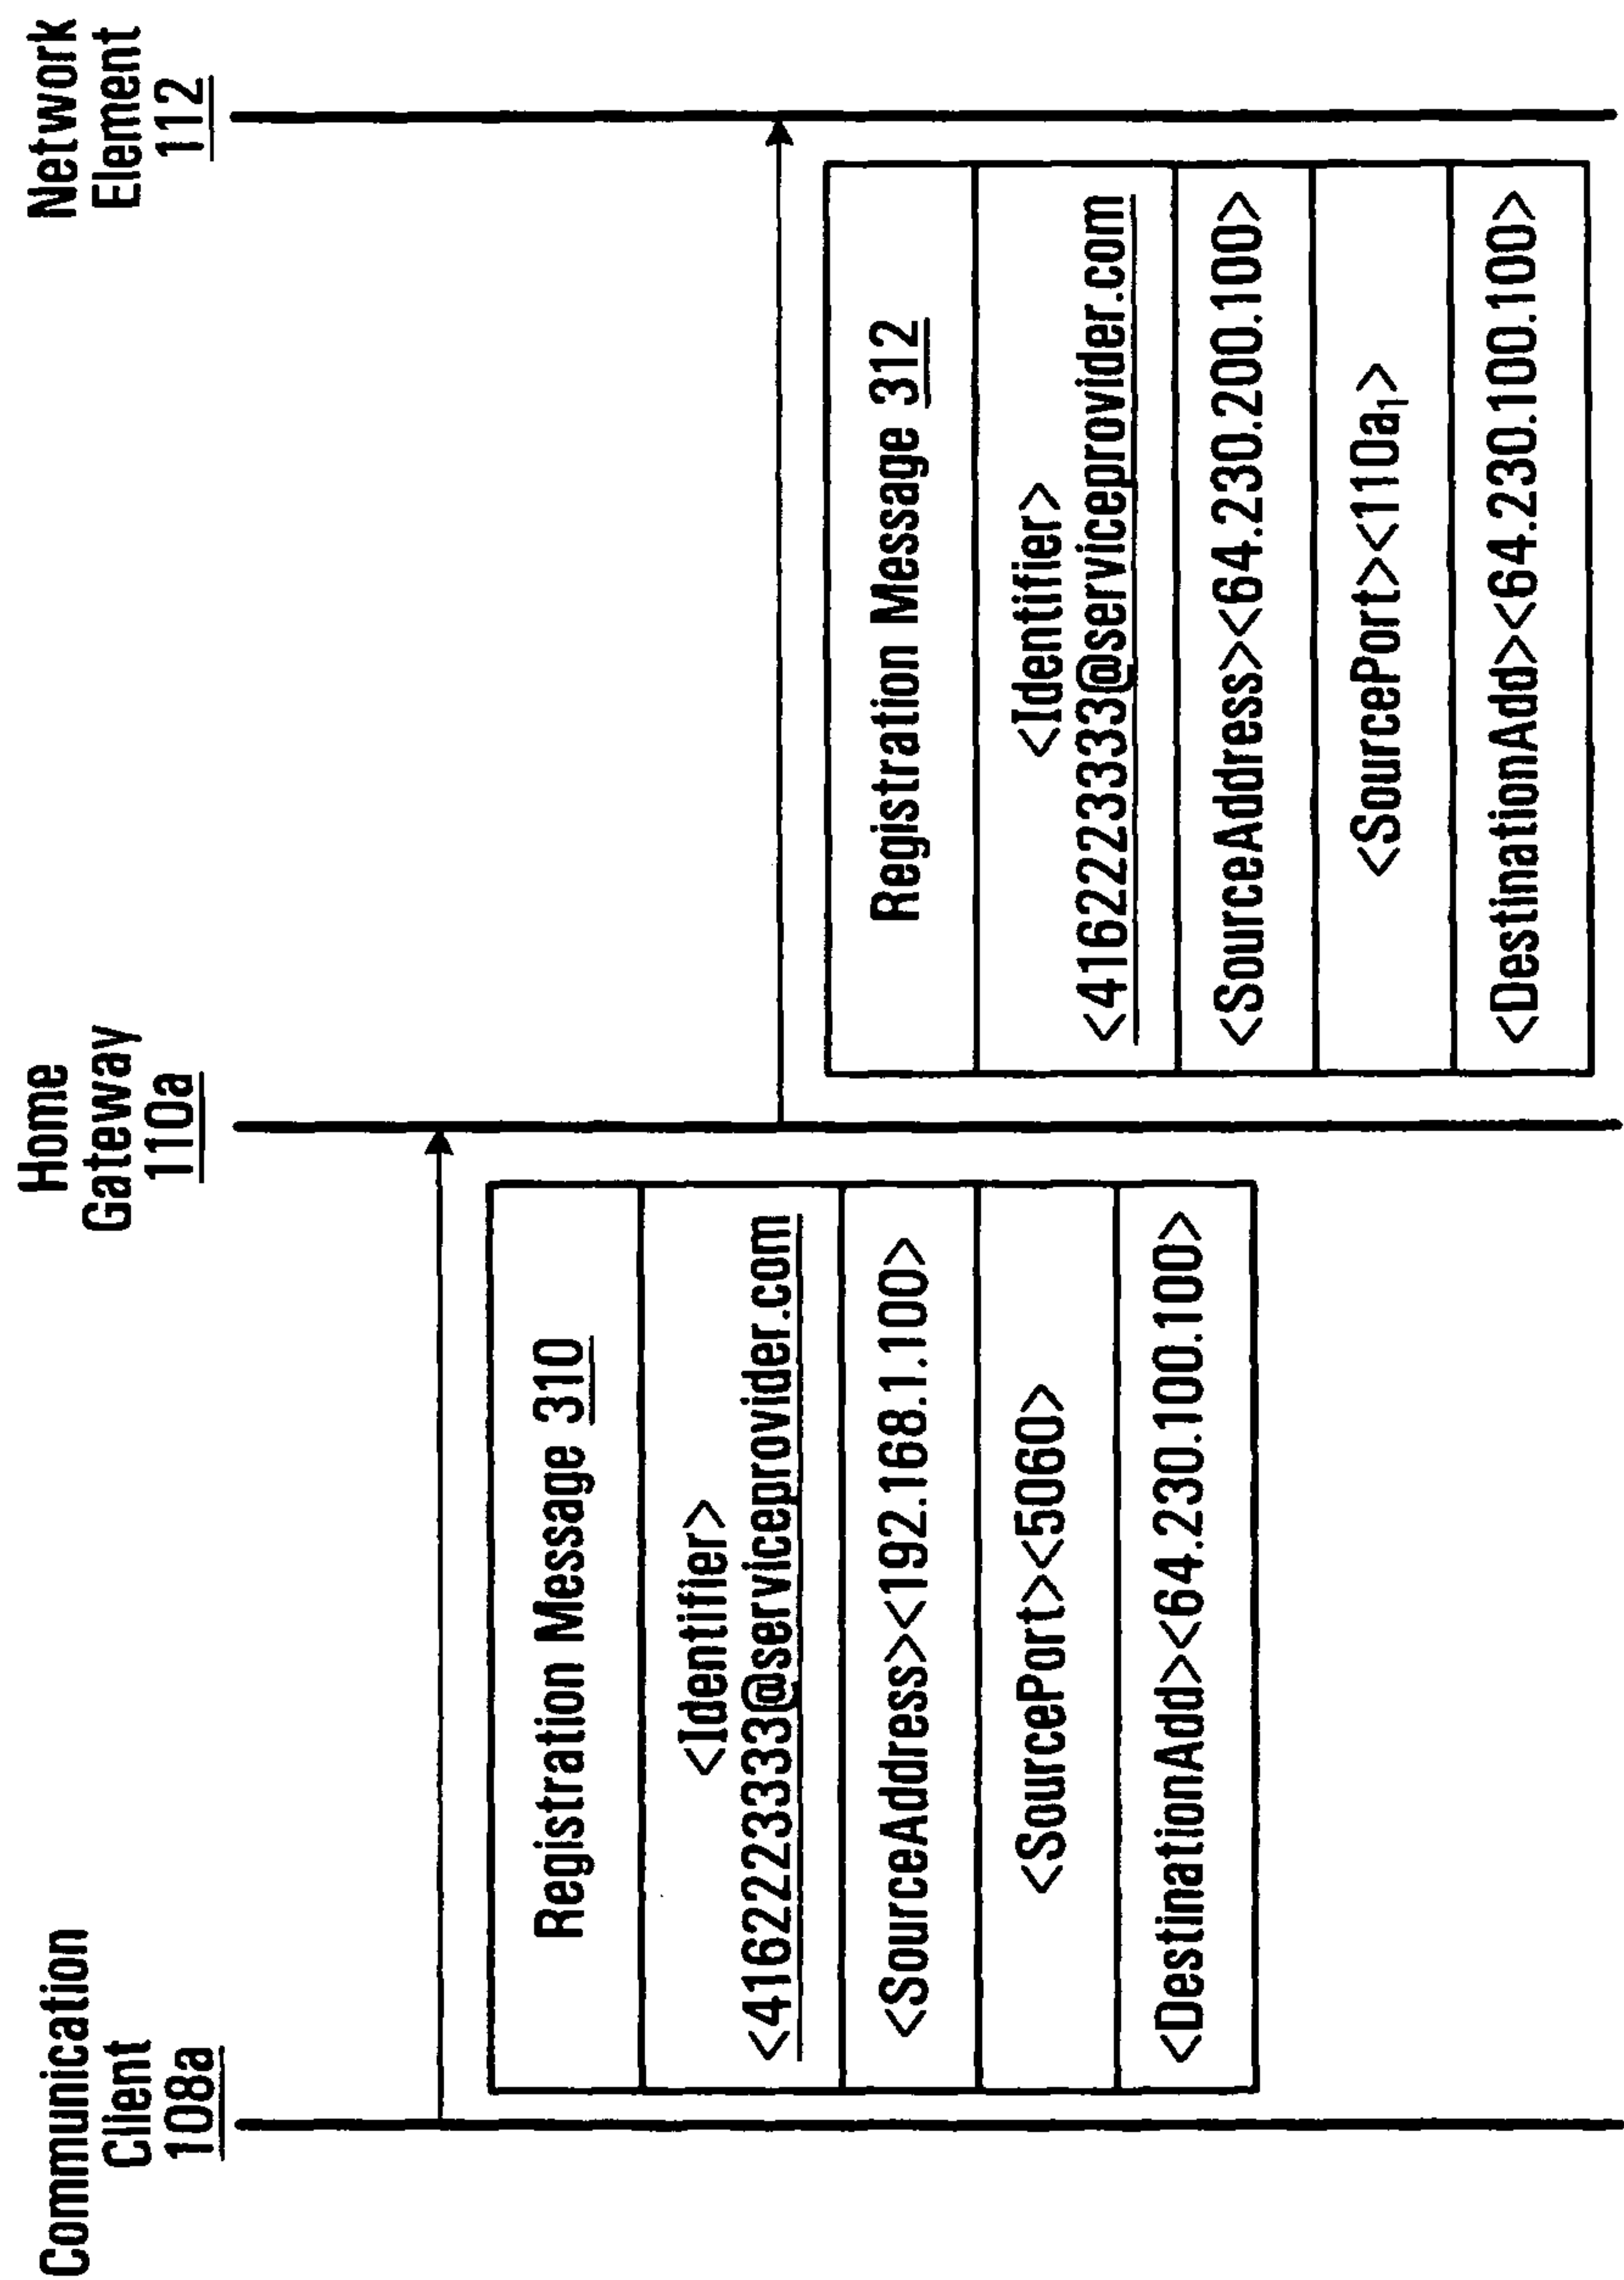 Communication
Client
108a
Home
Gateway
110a
Network
Element
112
Registration Message 310
<Identifier>
<4162223333@serviceprovider.com
<SourceAddress><192.168.1.100>
<SourcePort><5060>
<DestinationAdd><64.230.100.100>
Registration Message 312
<Identifier>
<4162223333@serviceprovider.com
<SourceAddress><64.230.200.100>
<SourcePort><110a₁>
<DestinationAdd><64.230.100.100>